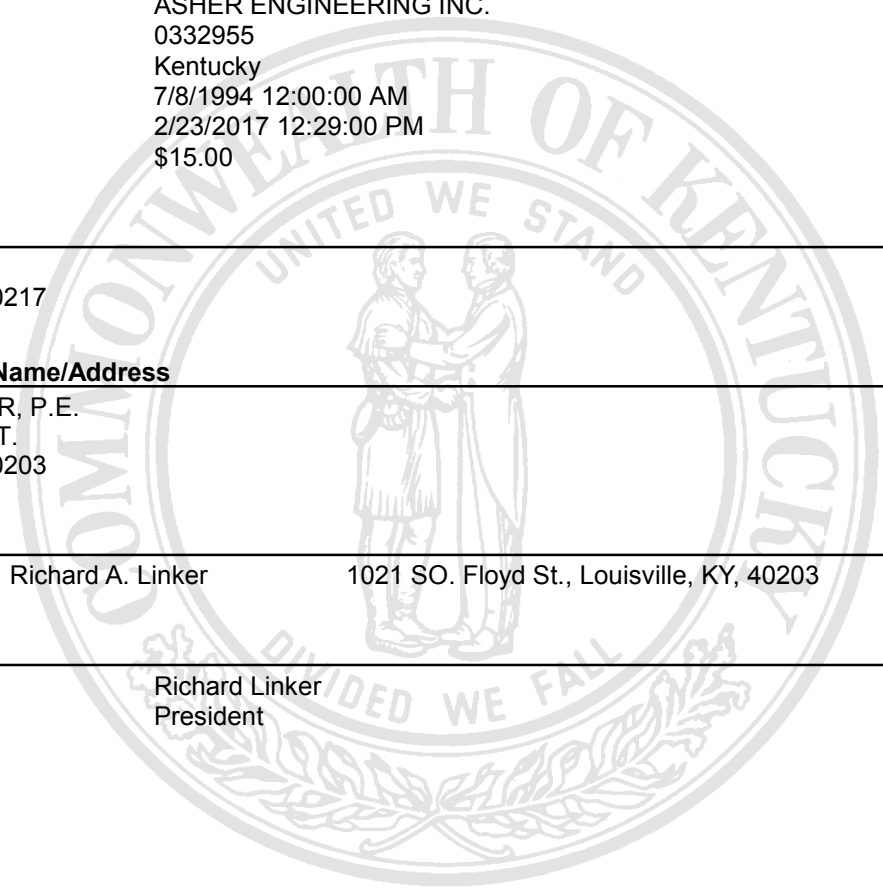 ASHER ENGINEERING INC.
0332955
Kentucky
7/8/1994 12:00:00 AM
2/23/2017 12:29:00 PM
$15.00
COMMONWEALTH OF KENTUCKY
UNITED WE STAND
DIVIDED WE FALL
0217
Name/Address
R, P.E.
T.
0203
Richard A. Linker 1021 SO. Floyd St., Louisville, KY, 40203
Richard Linker
President